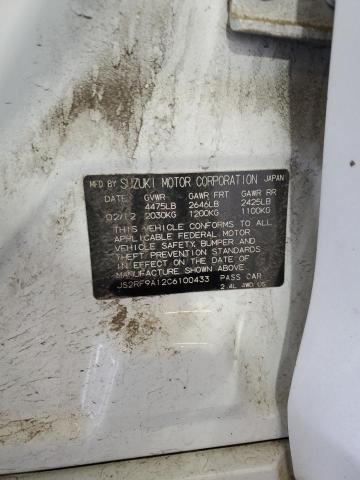 MFD BY SUZUKI MOTOR CORPORATION JAPAN
DATE GVWR GAWR FRT GAWR RR
4475LB 2646LB 2425LB
02/12 2030KG 1200KG 1100KG
THIS VEHICLE CONFORMS TO ALL
APPLICABLE FEDERAL MOTOR
VEHICLE SAFETY, BUMPER AND
THEFT PREVENTION STANDARDS
IN EFFECT ON THE DATE OF
MANUFACTURE SHOWN ABOVE.
JS2RF9A12C6100433 PASS CAR
2.4L 4WD US